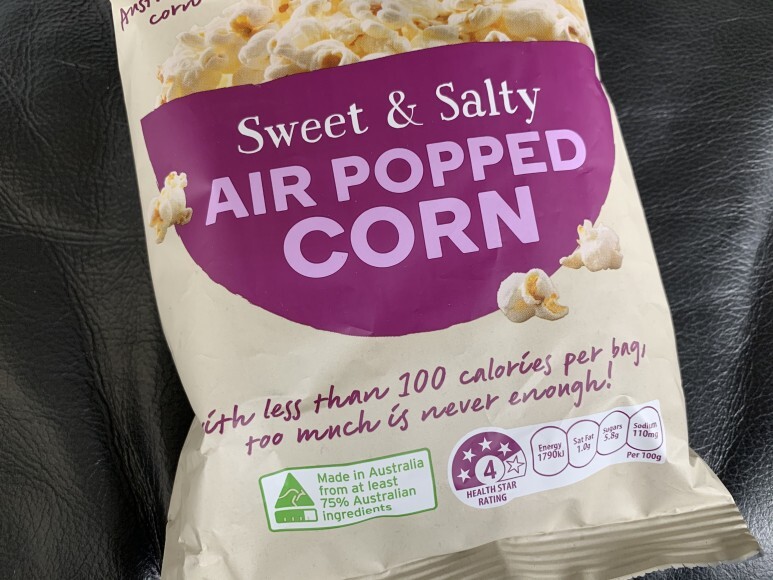 corn
Sweet & Salty
AIR POPPED
CORN
with less than 100 calories per bag,
too much is never enough!
Made in Australia
from at least
75% Australian
ingredients
4
HEALTH STAR
RATING
Energy
1790kJ
Sat Fat
1.0g
Sugars
5.8g
Sodium
110mg
Per 100g